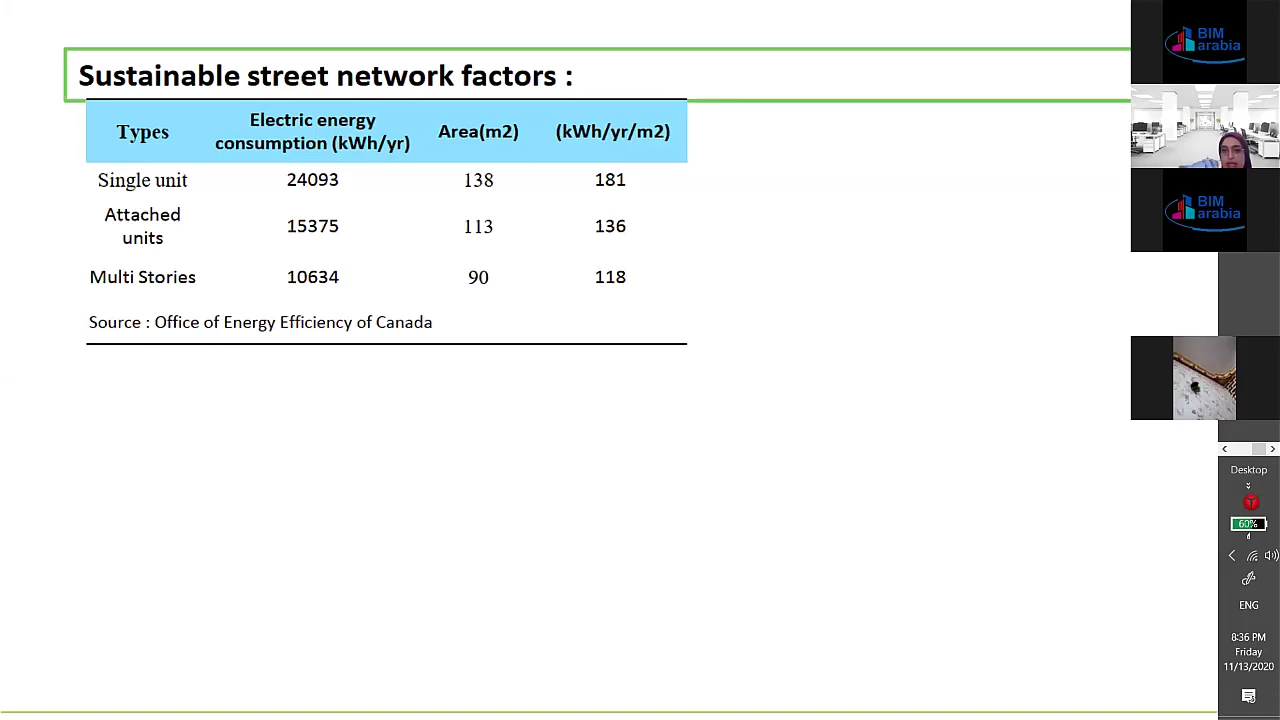 Sustainable street network factors :
Types
Electric energy
consumption (kWh/yr)
Area(m2)
(kWh/yr/m2)
Single unit
24093
138
181
Attached
units
15375
113
136
Multi Stories
10634
90
118
Source : Office of Energy Efficiency of Canada
BIM
arabia
BIM
arabia
Desktop
60%
ENG
8:36 PM
Friday
11/13/2020